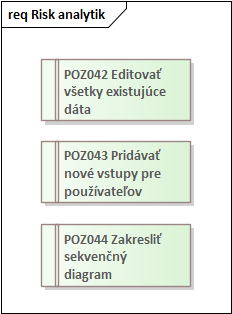 req Risk analytik
POZ042 Editovať
všetky existujúce
dáta
POZ043 Pridávať
nové vstupy pre
používateľov
POZ044 Zakresliť
sekvenčný
diagram